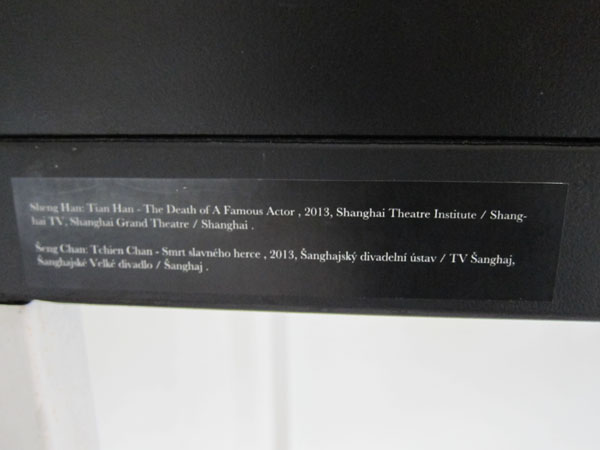 Sheng Han: Tian Han - The Death of A Famous Actor , 2013, Shanghai Theatre Institute / Shang-
hai TV, Shanghai Grand Theatre / Shanghai .
Šeng Chan: Tchien Chan - Smrt slavného herce , 2013, Šanghajský divadelní ústav / TV Šanghaj,
Šanghajské Velké divadlo / Šanghaj .